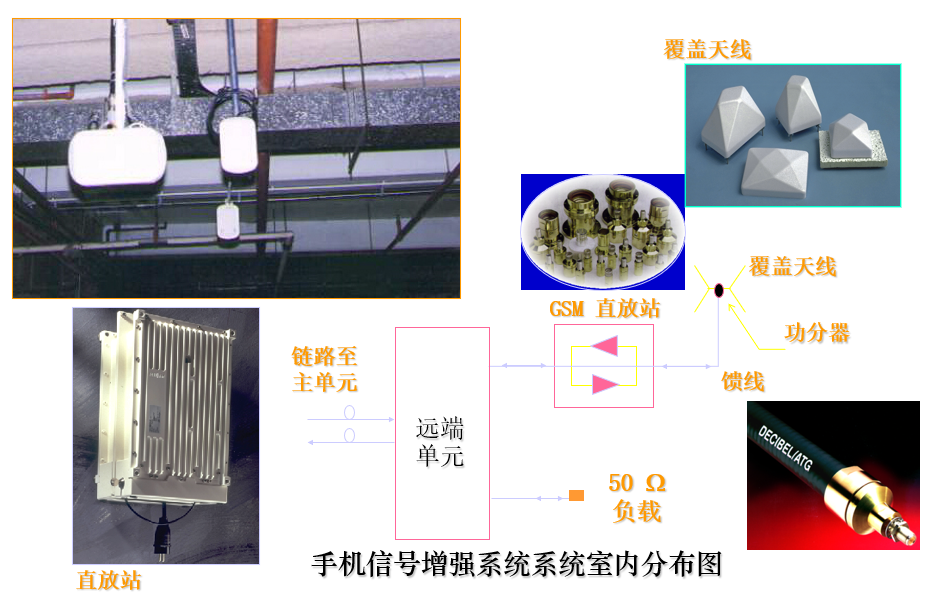 覆盖天线
覆盖天线
GSM 直放站
功分器
链路至
主单元
馈线
远端
单元
DECIBEL/ATG
50 Ω
负载
手机信号增强系统系统室内分布图
直放站